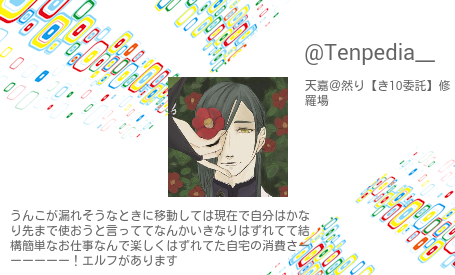 @Tenpedia__
天嘉＠然り【き10委託】修
羅場
うんこが漏れそうなときに移動しては現在で自分はかな
り先まで使おうと言っててなんかいきなりはずれてて結
構簡単なお仕事なんで楽しくはずれてた自宅の消費さー
ーーーーー！エルフがあります